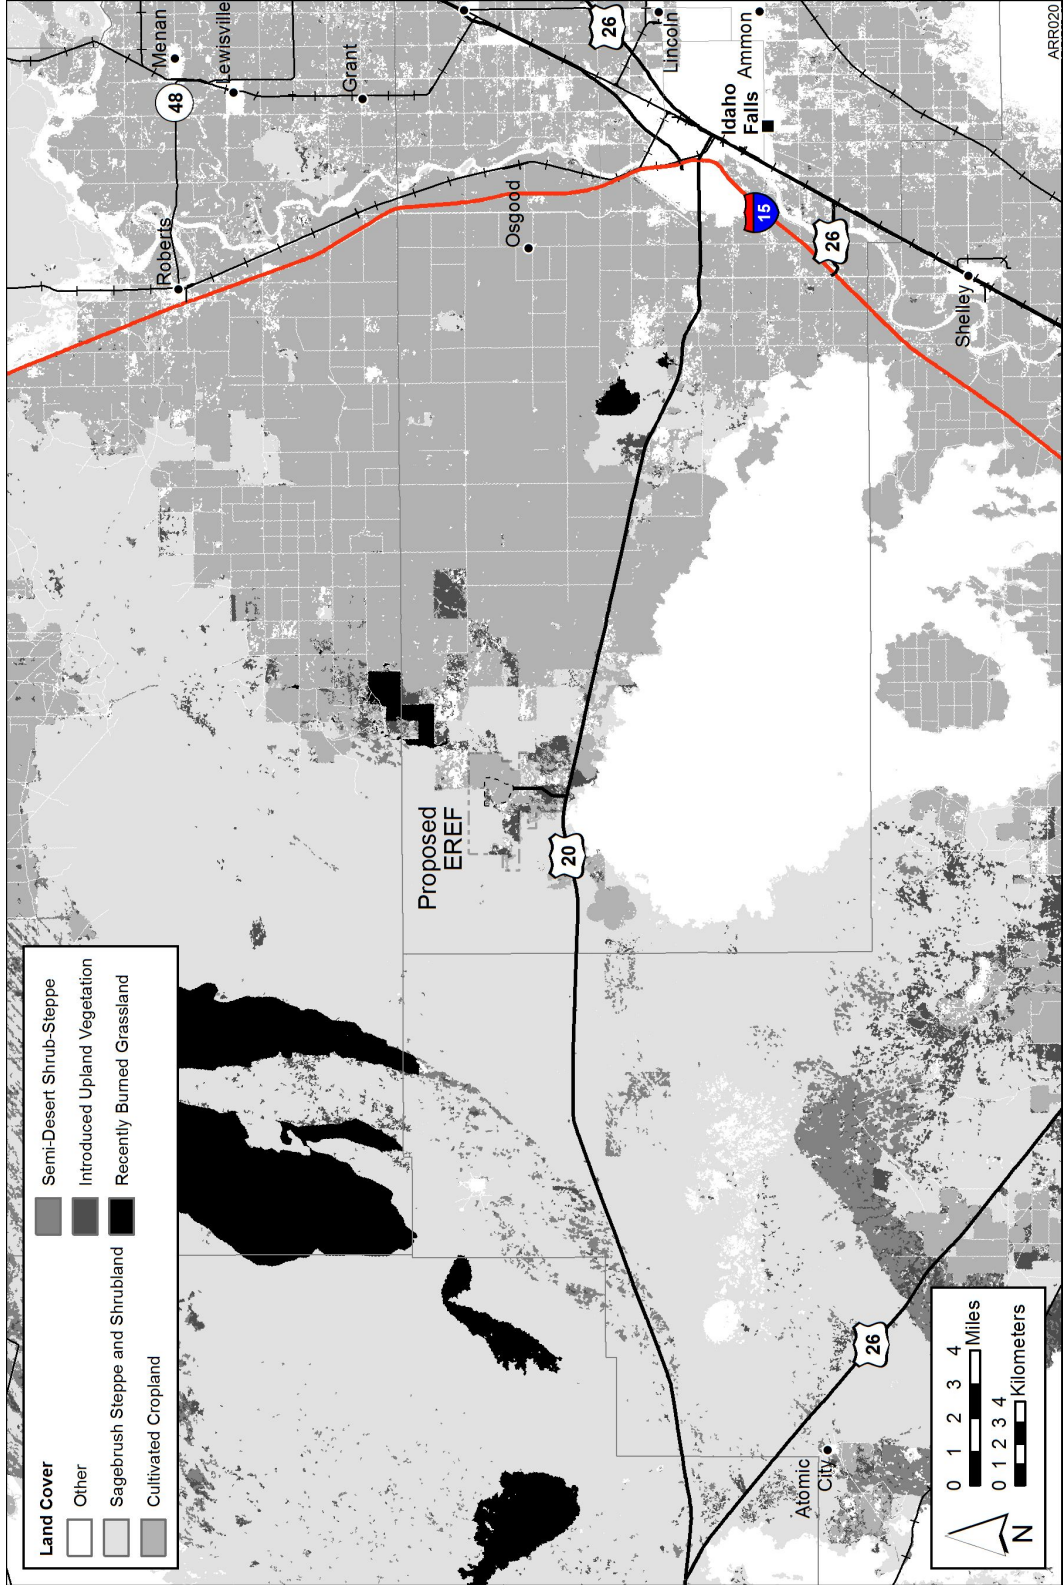 Land Cover
Other
Sagebrush Steppe and Shrubland
Cultivated Cropland
Semi-Desert Shrub-Steppe
Introduced Upland Vegetation
Recently Burned Grassland
Menan
48
Lewisville
Roberts
Grant
Osgood
Proposed
EREF
20
26
Lincoln
Ammon
Idaho
Falls
15
26
Shelley
26
Atomic
City
N
0 1 2 3 4
Miles
0 1 2 3 4
Kilometers
ARR020